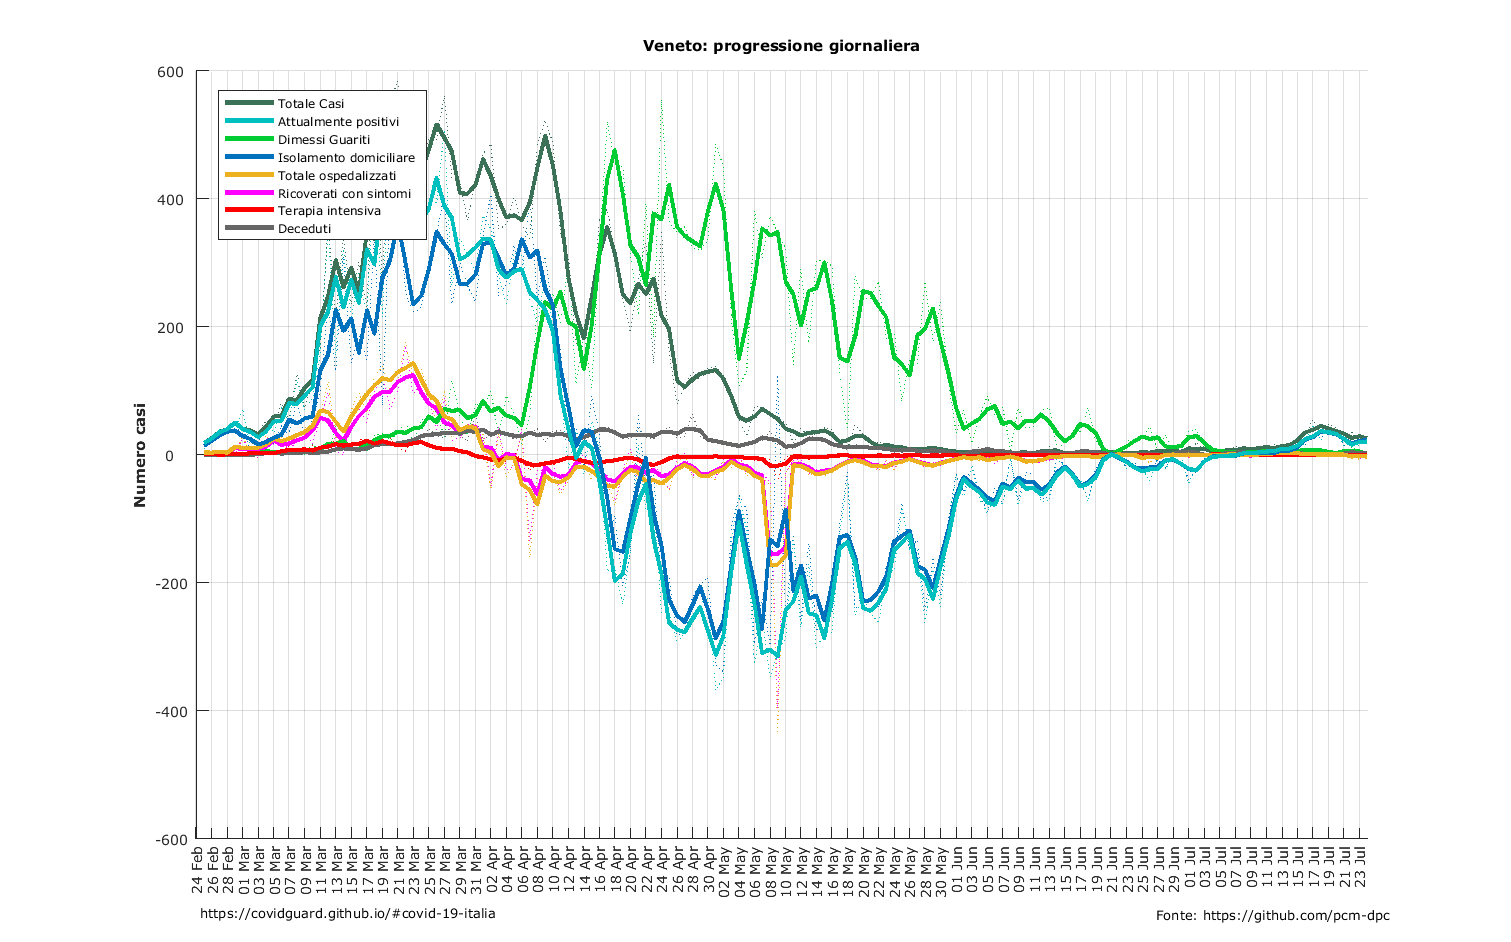 Veneto: progressione giornaliera
600
400
200
0
-200
-400
-600
Numero casi
Totale Casi
Attualmente positivi
Dimessi Guariti
Isolamento domiciliare
Totale ospedalizzati
Ricoverati con sintomi
Terapia intensiva
Deceduti
24 Feb
26 Feb
28 Feb
01 Mar
03 Mar
05 Mar
07 Mar
09 Mar
11 Mar
13 Mar
15 Mar
17 Mar
19 Mar
21 Mar
23 Mar
25 Mar
27 Mar
29 Mar
31 Mar
02 Apr
04 Apr
06 Apr
08 Apr
10 Apr
12 Apr
14 Apr
16 Apr
18 Apr
20 Apr
22 Apr
24 Apr
26 Apr
28 Apr
30 Apr
02 May
04 May
06 May
08 May
10 May
12 May
14 May
16 May
18 May
20 May
22 May
24 May
26 May
28 May
30 May
01 Jun
03 Jun
05 Jun
07 Jun
09 Jun
11 Jun
13 Jun
15 Jun
17 Jun
19 Jun
21 Jun
23 Jun
25 Jun
27 Jun
29 Jun
01 Jul
03 Jul
05 Jul
07 Jul
09 Jul
11 Jul
13 Jul
15 Jul
17 Jul
19 Jul
21 Jul
23 Jul
https://covidguard.github.io/#covid-19-italia
Fonte: https://github.com/pcm-dpc